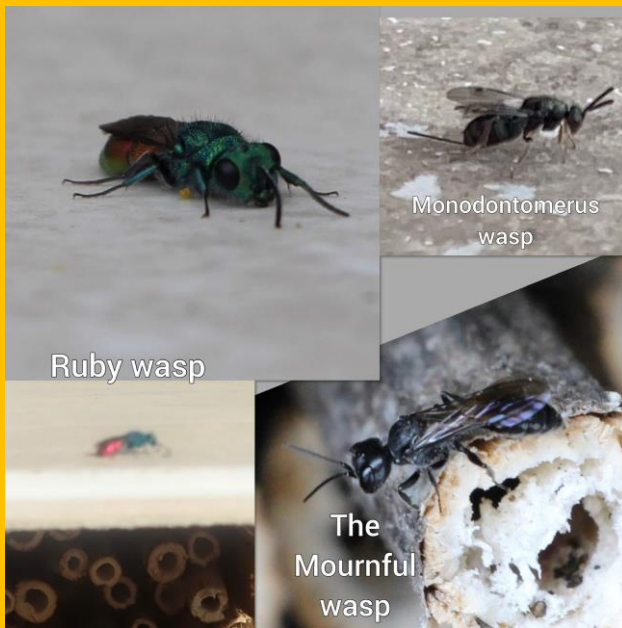 Monodontomerus
wasp
Ruby wasp
The
Mournful
wasp